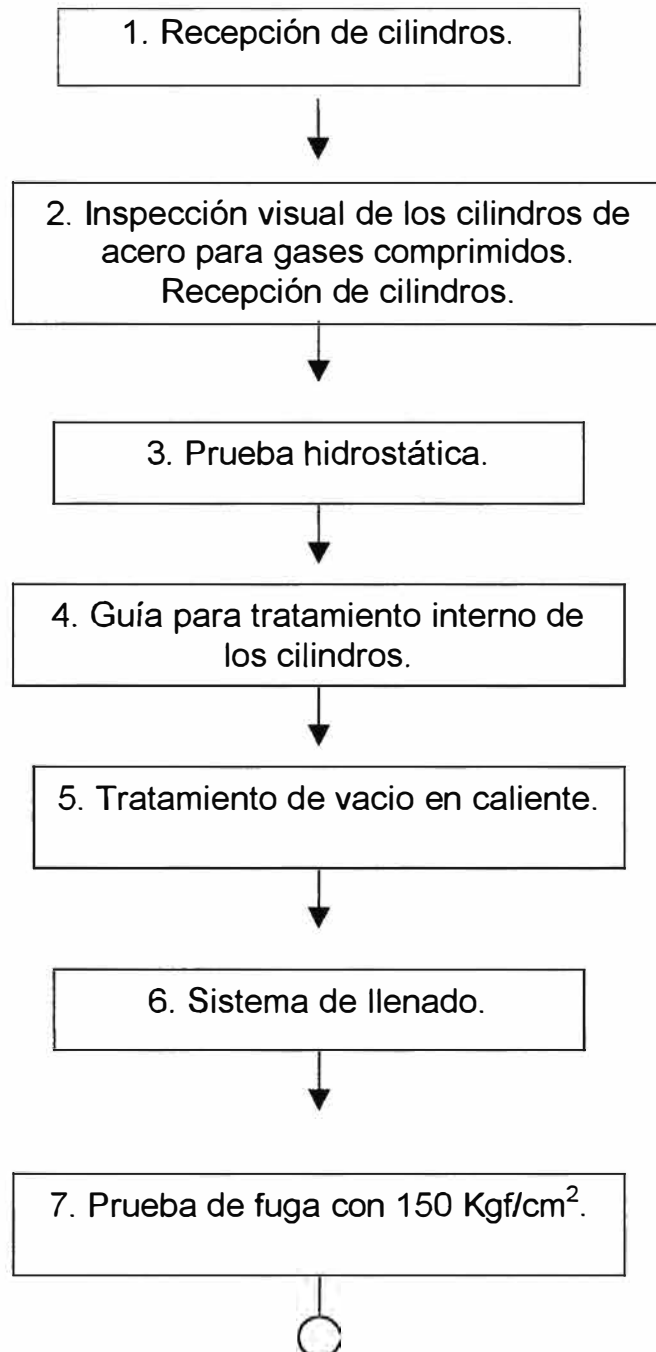 1. Recepción de cilindros.
2. Inspección visual de los cilindros de
acero para gases comprimidos.
Recepción de cilindros.
3. Prueba hidrostática.
4. Guía para tratamiento interno de
los cilindros.
5. Tratamiento de vacio en caliente.
6. Sistema de llenado.
7. Prueba de fuga con 150 Kgf/cm².